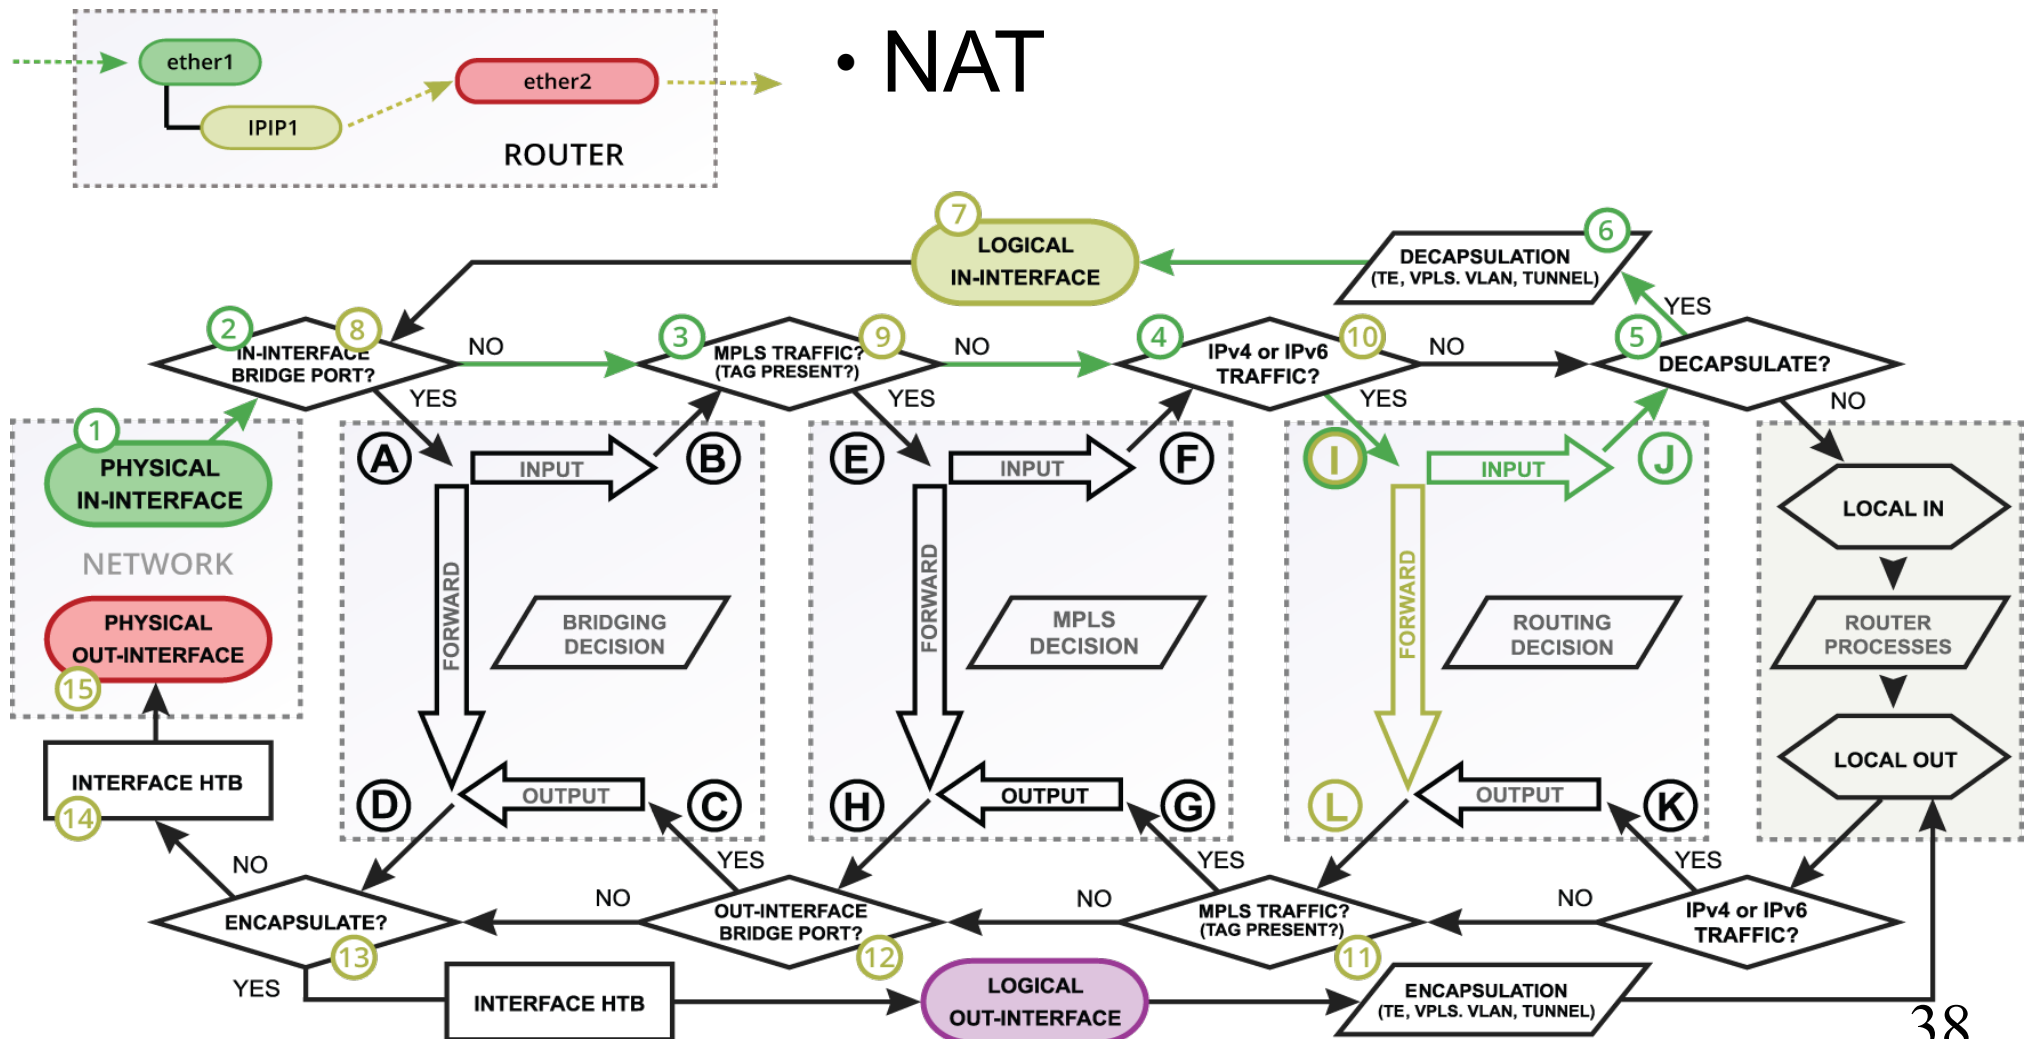 • NAT
ether1
ether2
IPIP1
ROUTER
7
LOGICAL
IN-INTERFACE
6
DECAPSULATION
(TE, VPLS. VLAN, TUNNEL)
YES
2
8
IN-INTERFACE
BRIDGE PORT?
NO
3
9
MPLS TRAFFIC?
(TAG PRESENT?)
NO
4
10
IPv4 or IPv6
TRAFFIC?
NO
5
DECAPSULATE?
YES
YES
YES
NO
1
PHYSICAL
IN-INTERFACE
NETWORK
PHYSICAL
OUT-INTERFACE
15
A
INPUT
B
FORWARD
BRIDGING
DECISION
D
OUTPUT
C
E
INPUT
F
FORWARD
MPLS
DECISION
H
OUTPUT
G
I
INPUT
J
FORWARD
ROUTING
DECISION
L
OUTPUT
K
LOCAL IN
ROUTER
PROCESSES
LOCAL OUT
INTERFACE HTB
14
NO
YES
YES
YES
ENCAPSULATE?
13
NO
OUT-INTERFACE
BRIDGE PORT?
12
NO
MPLS TRAFFIC?
(TAG PRESENT?)
11
NO
IPv4 or IPv6
TRAFFIC?
YES
INTERFACE HTB
LOGICAL
OUT-INTERFACE
ENCAPSULATION
(TE, VPLS. VLAN, TUNNEL)
38